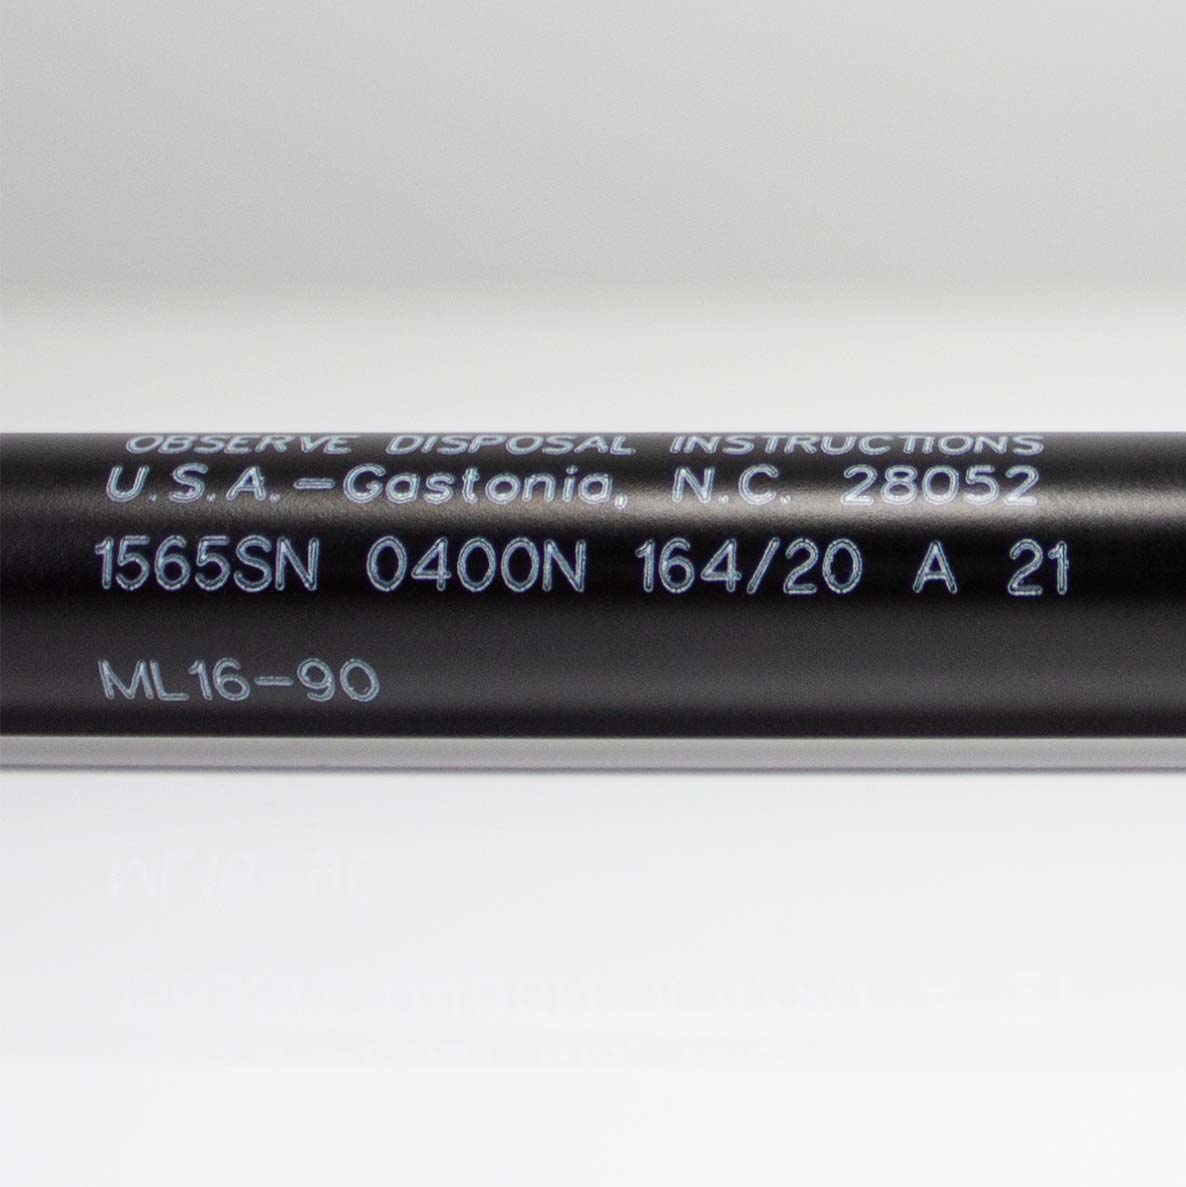 OBSERVE DISPOSAL INSTRUCTIONS
U.S.A.-Gastonia, N.C. 28052
1565SN 0400N 164/20 A 21
ML16-90